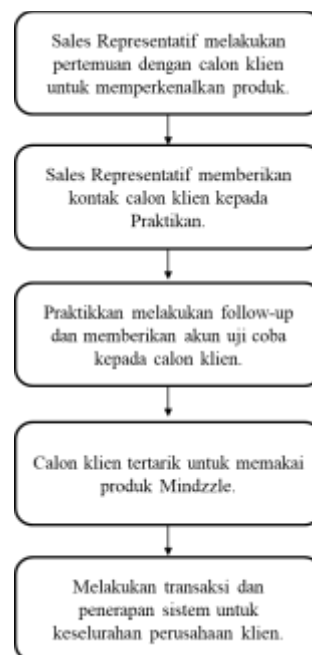 Sales Representatif melakukan
pertemuan dengan calon klien
untuk memperkenalkan produk.
Sales Representatif memberikan
kontak calon klien kepada
Praktikan.
Praktikkan melakukan follow-up
dan memberikan akun uji coba
kepada calon klien.
Calon klien tertarik untuk memakai
produk Mindzzle.
Melakukan transaksi dan
penerapan sistem untuk
keselurahan perusahaan klien.